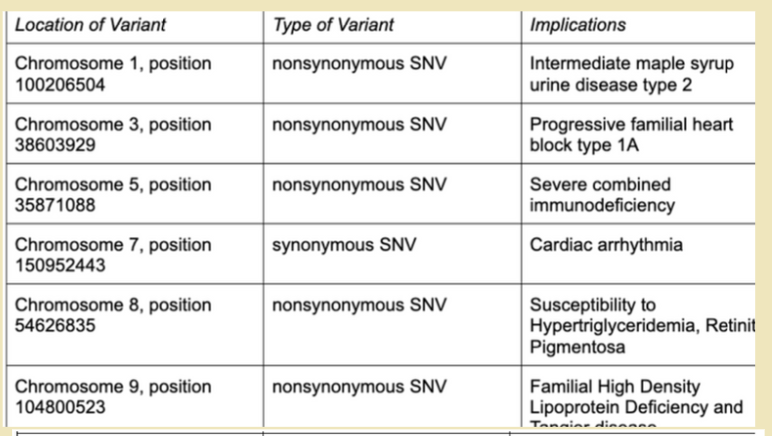 Location of Variant Type of Variant Implications
Chromosome 1, position nonsynonymous SNV Intermediate maple syrup
100206504 urine disease type 2
Chromosome 3, position nonsynonymous SNV Progressive familial heart
38603929 block type 1A
Chromosome 5, position nonsynonymous SNV Severe combined
35871088 immunodeficiency
Chromosome 7, position synonymous SNV Cardiac arrhythmia
150952443
Chromosome 8, position nonsynonymous SNV Susceptibility to
54626835 Hypertriglyceridemia, Retinit
Pigmentosa
Chromosome 9, position nonsynonymous SNV Familial High Density
104800523 Lipoprotein Deficiency and